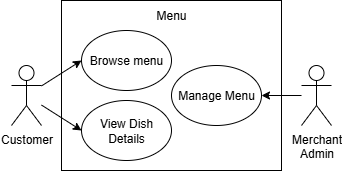 Menu
Browse menu
Manage Menu
View Dish
Details
Customer
Merchant
Admin